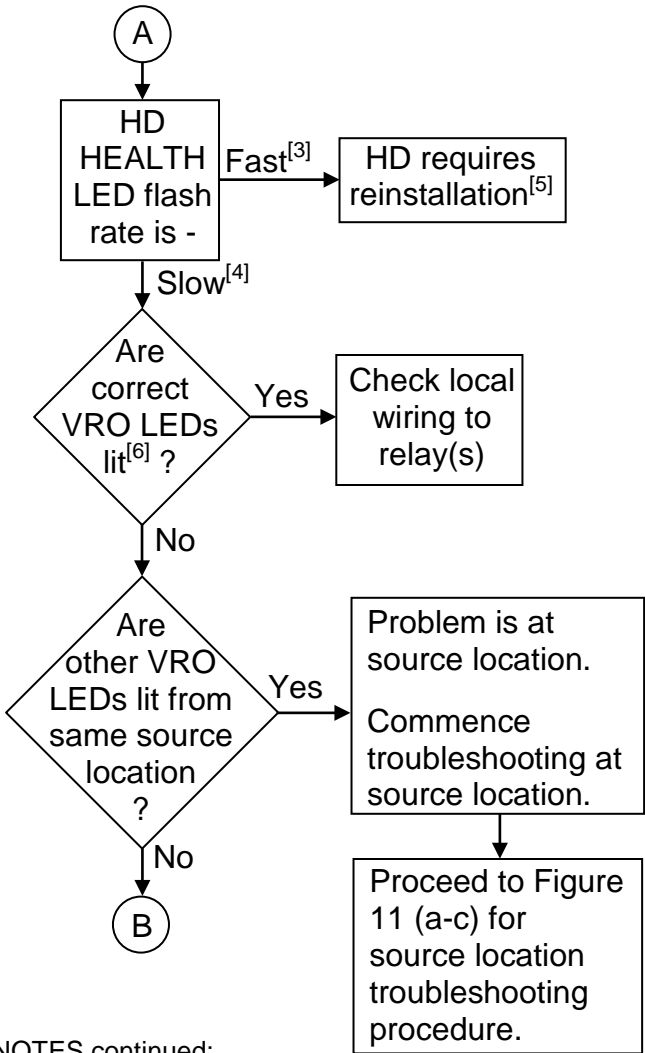 A
HD
HEALTH
LED flash
rate is -
Fast[3]
HD requires
reinstallation[5]
Slow[4]
Are
correct
VRO LEDs
lit[6] ?
Yes
Check local
wiring to
relay(s)
No
Are
other VRO
LEDs lit from
same source
location
?
Yes
Problem is at
source location.
Commence
troubleshooting at
source location.
No
B
Proceed to Figure
11 (a-c) for
source location
troubleshooting
procedure.
NOTES continued: